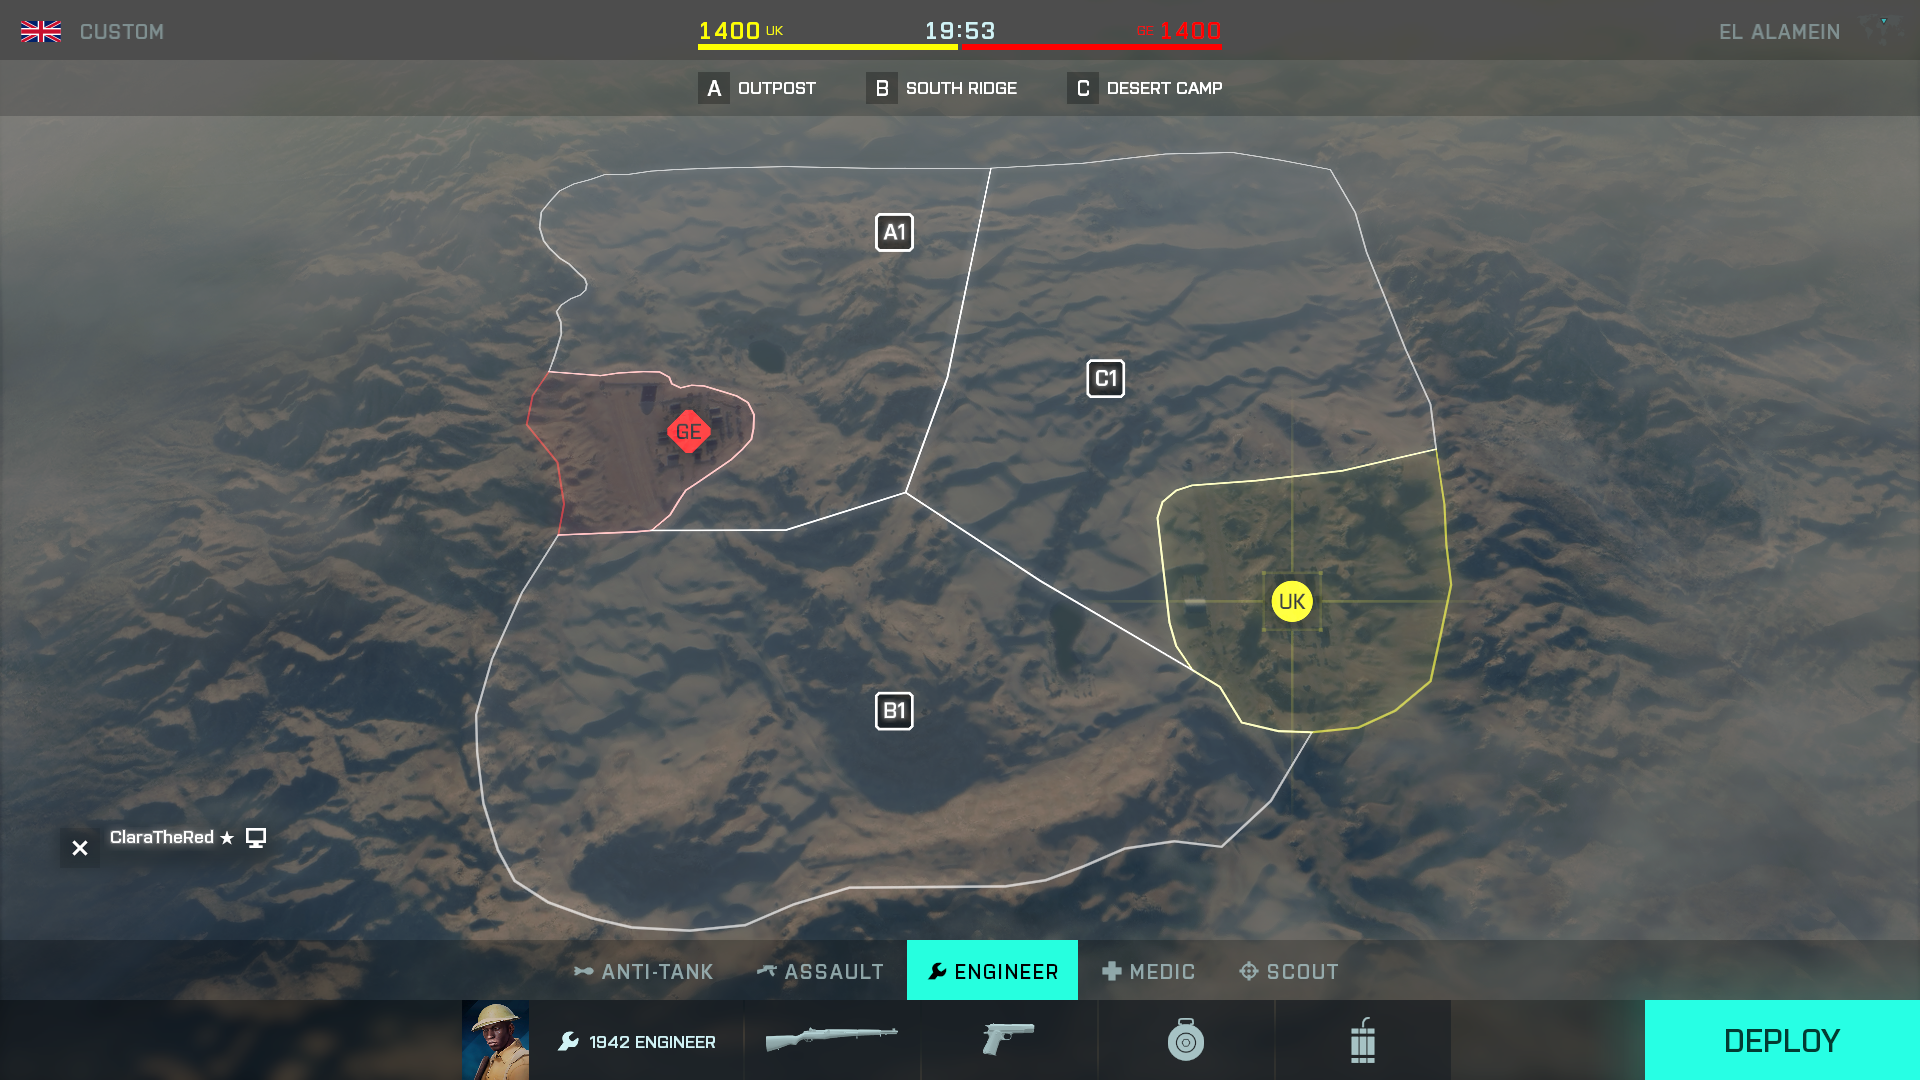 CUSTOM
1400 UK
19:53
GE 1400
EL ALAMEIN
A OUTPOST
B SOUTH RIDGE
C DESERT CAMP
A1
C1
GE
UK
B1
ClaraTheRed
ANTI-TANK
ASSAULT
ENGINEER
MEDIC
SCOUT
1942 ENGINEER
DEPLOY